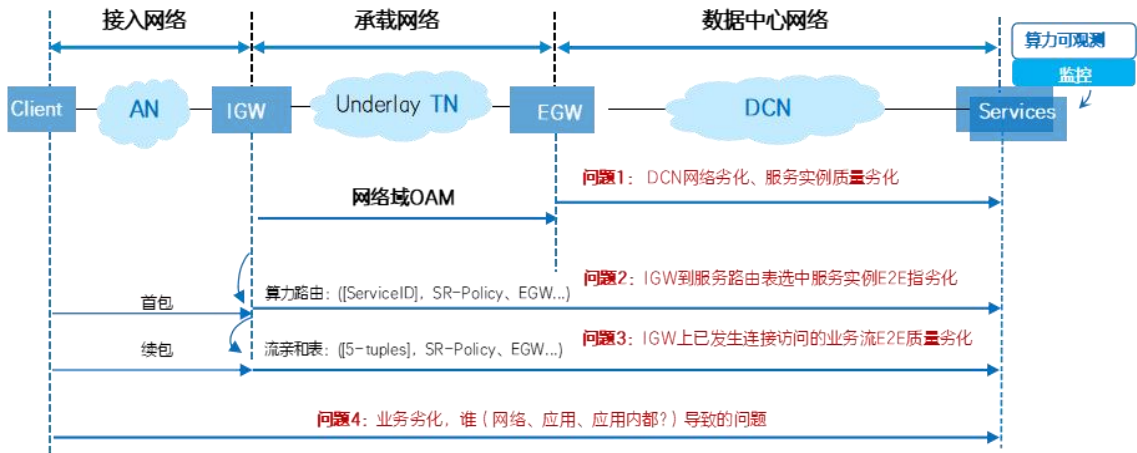 接入网络
承载网络
数据中心网络
算力可观测
监控
Client
AN
IGW
Underlay TN
EGW
DCN
Services
问题1： DCN网络劣化、服务实例质量劣化
网络域OAM
问题2：IGW到服务路由表选中服务实例E2E指劣化
首包
算力路由：([ServiceID]，SR-Policy、EGW...)
问题3：IGW上已发生连接访问的业务流E2E质量劣化
续包
流亲和表：([5-tuples]，SR-Policy、EGW...)
问题4：业务劣化，谁（网络、应用、应用内都？）导致的问题